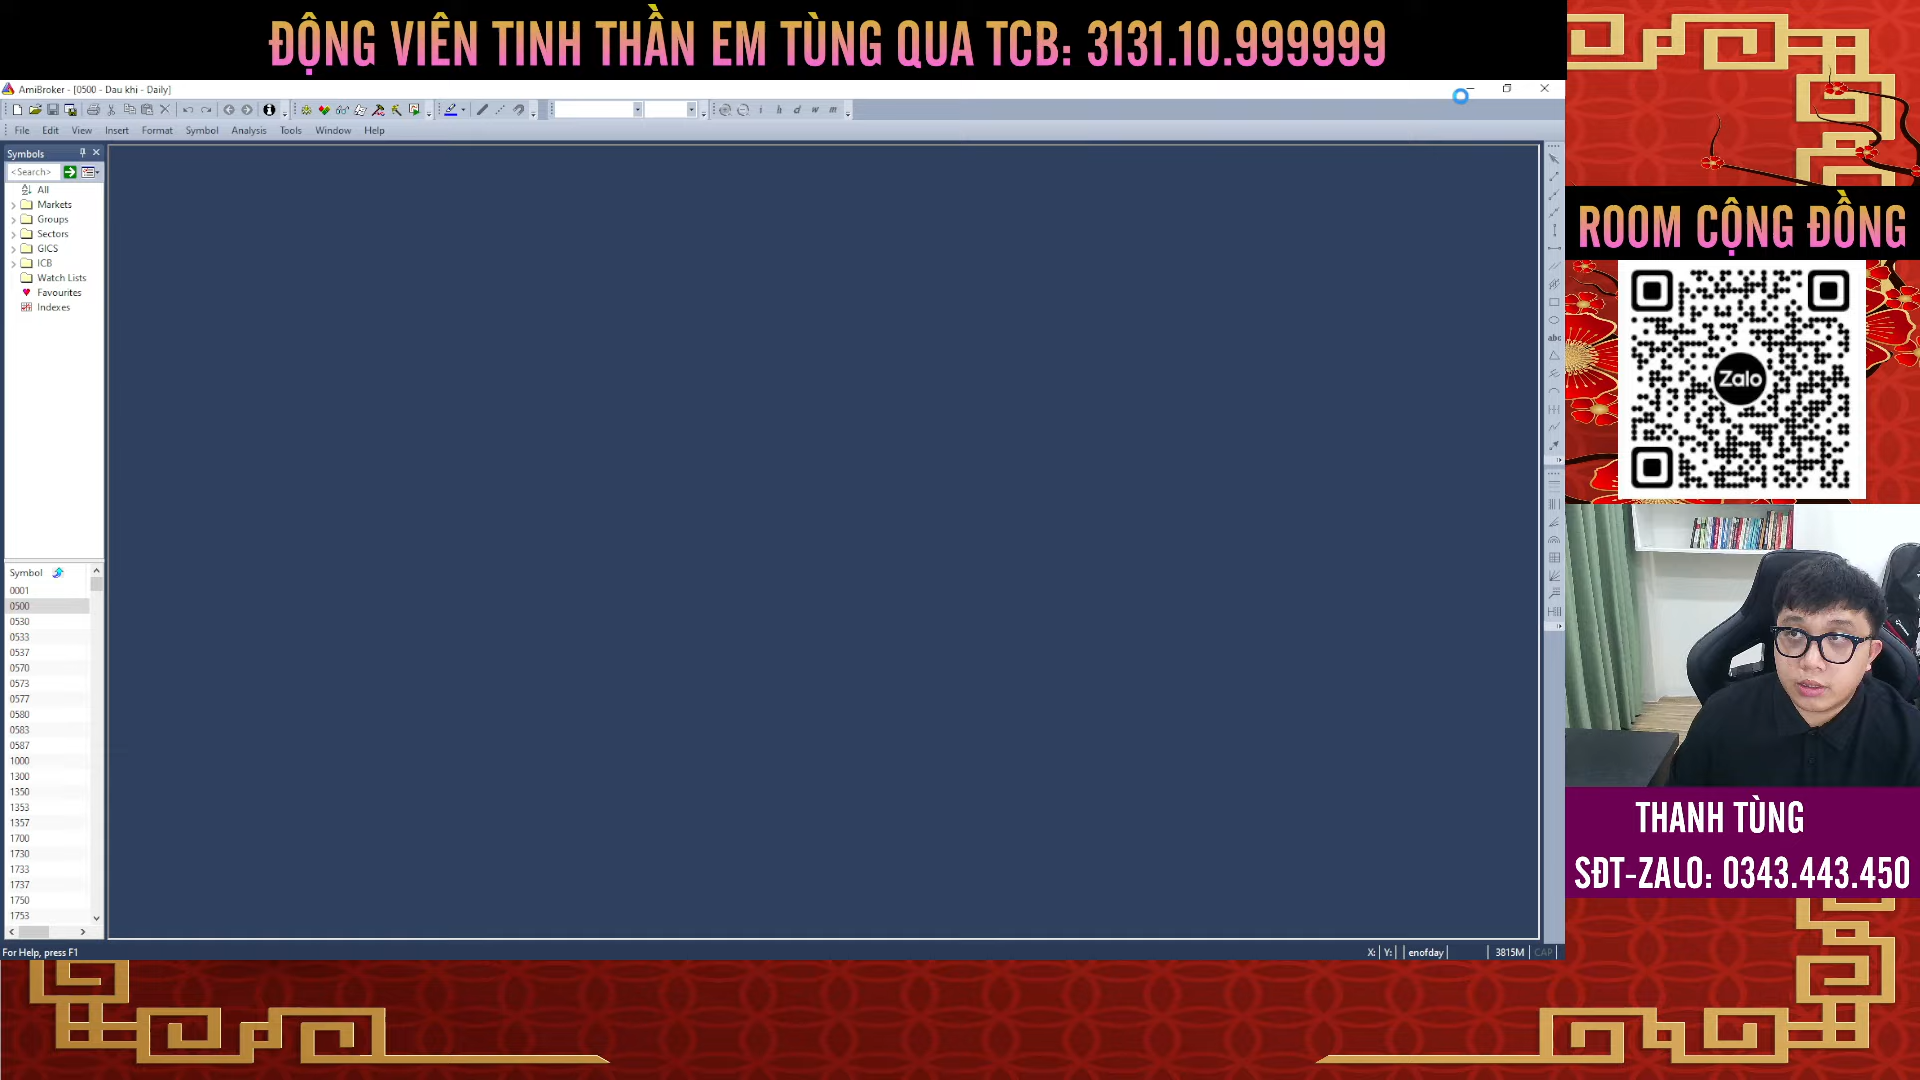 ĐỘNG VIÊN TINH THẦN EM TÙNG QUA TCB: 3131.10.999999
AmiBroker - [0500 - Dau khi - Daily]
File Edit View Insert Format Symbol Analysis Tools Window Help
Symbols
<Search>
All
Markets
Groups
Sectors
GICS
ICB
Watch Lists
Favourites
Indexes
Symbol
0001
0500
0530
0533
0537
0570
0573
0577
0580
0583
0587
1000
1300
1350
1353
1357
1700
1730
1733
1737
1750
1753
abc
For Help, press F1
X: Y: enofday 3815M CAP
ROOM CỘNG ĐỒNG
Zalo
THANH TÙNG
SĐT-ZALO: 0343.443.450